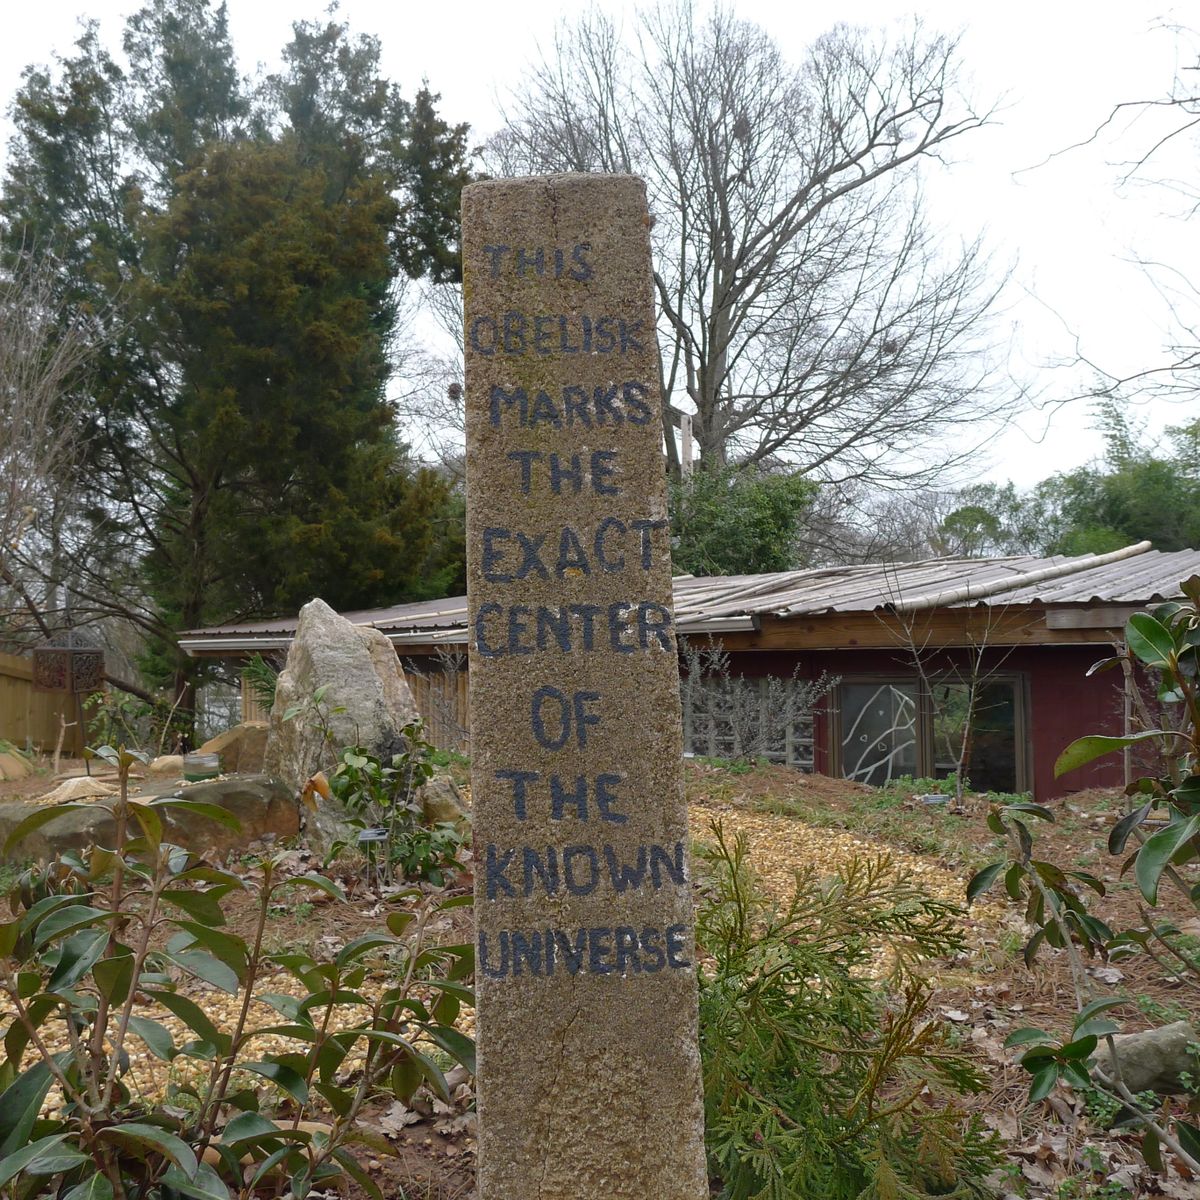 THIS
OBELISK
MARKS
THE
EXACT
CENTER
OF
THE
KNOWN
UNIVERSE